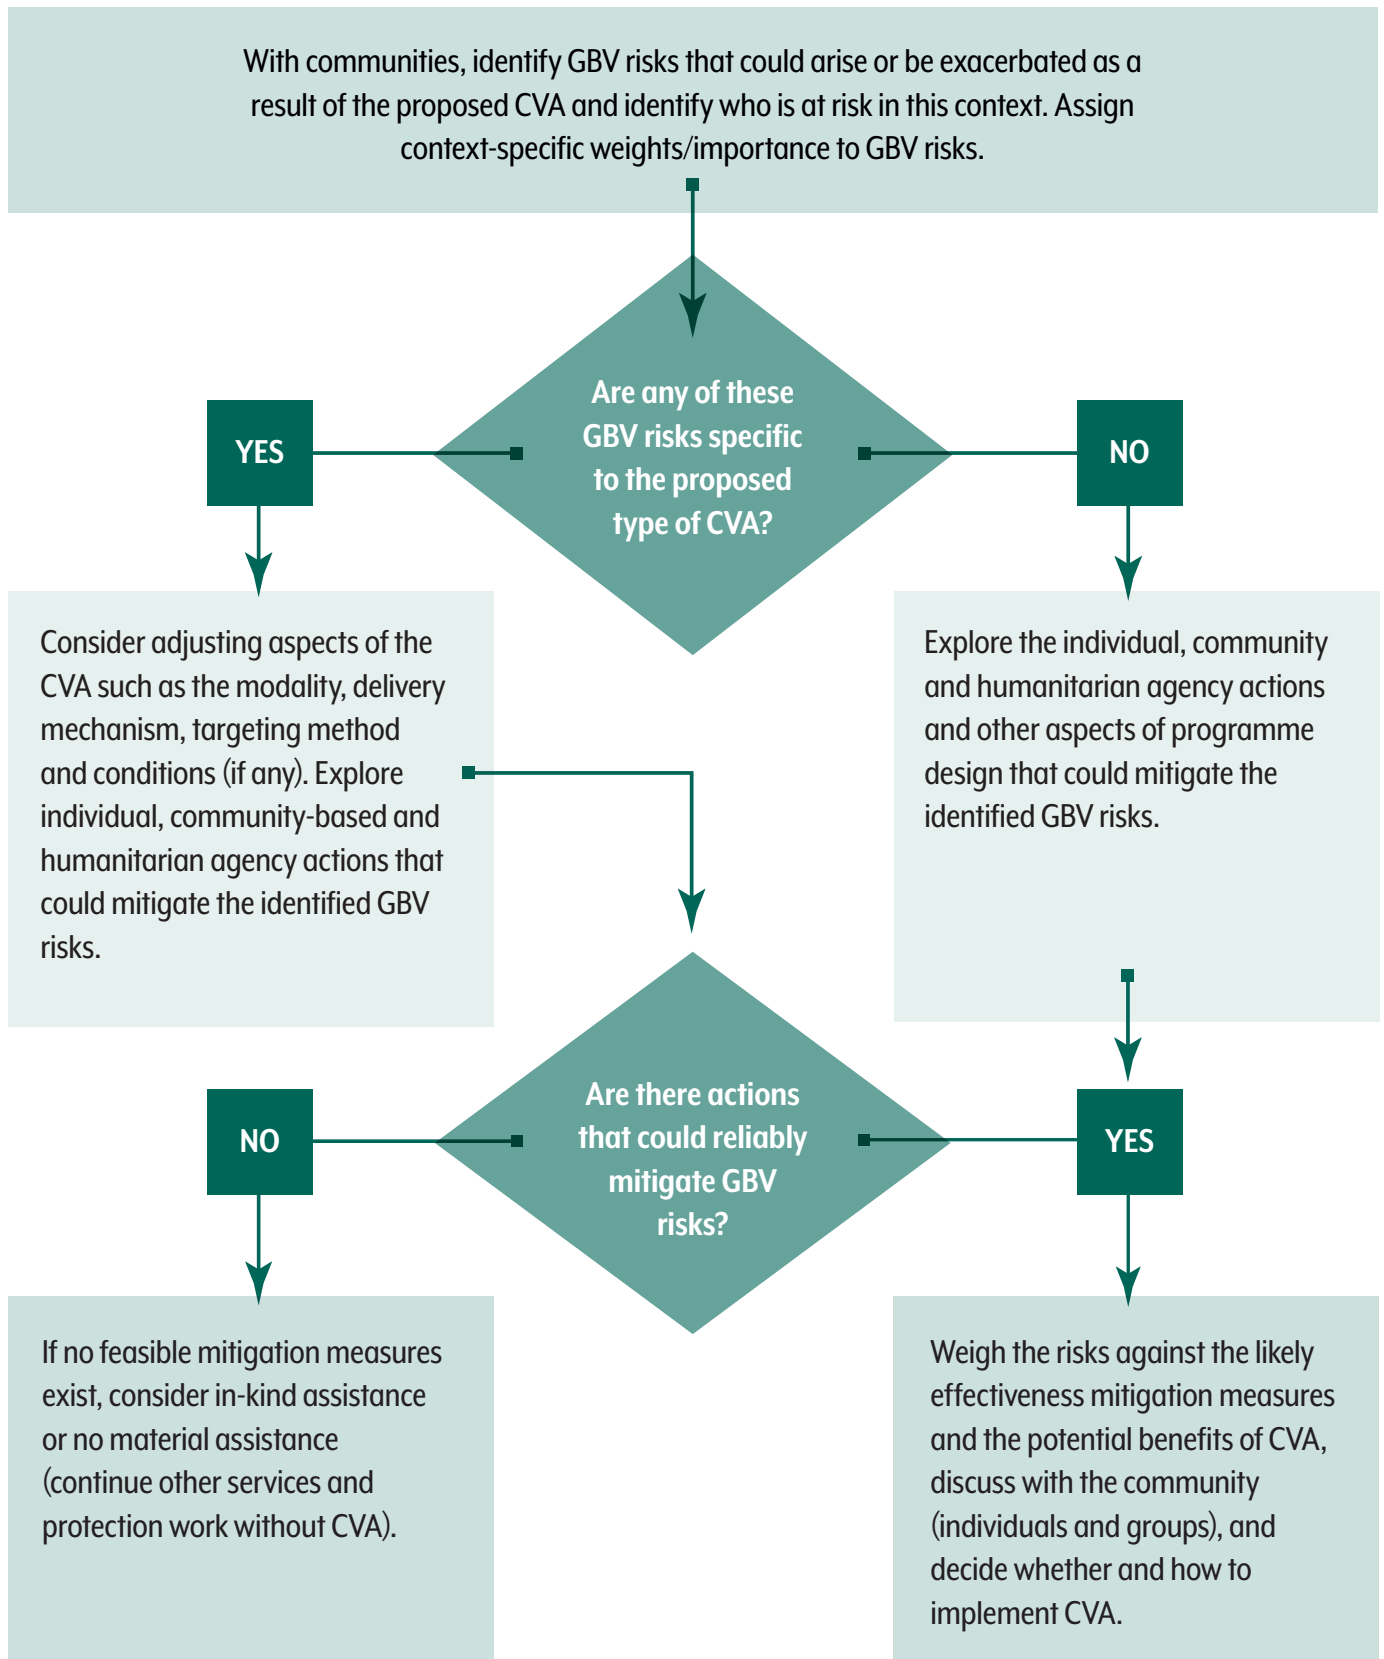 With communities, identify GBV risks that could arise or be exacerbated as a
result of the proposed CVA and identify who is at risk in this context. Assign
context-specific weights/importance to GBV risks.
Are any of these
GBV risks specific
to the proposed
type of CVA?
YES
NO
Consider adjusting aspects of the
CVA such as the modality, delivery
mechanism, targeting method
and conditions (if any). Explore
individual, community-based and
humanitarian agency actions that
could mitigate the identified GBV
risks.
Explore the individual, community
and humanitarian agency actions
and other aspects of programme
design that could mitigate the
identified GBV risks.
Are there actions
that could reliably
mitigate GBV
risks?
NO
YES
If no feasible mitigation measures
exist, consider in-kind assistance
or no material assistance
(continue other services and
protection work without CVA).
Weigh the risks against the likely
effectiveness mitigation measures
and the potential benefits of CVA,
discuss with the community
(individuals and groups), and
decide whether and how to
implement CVA.